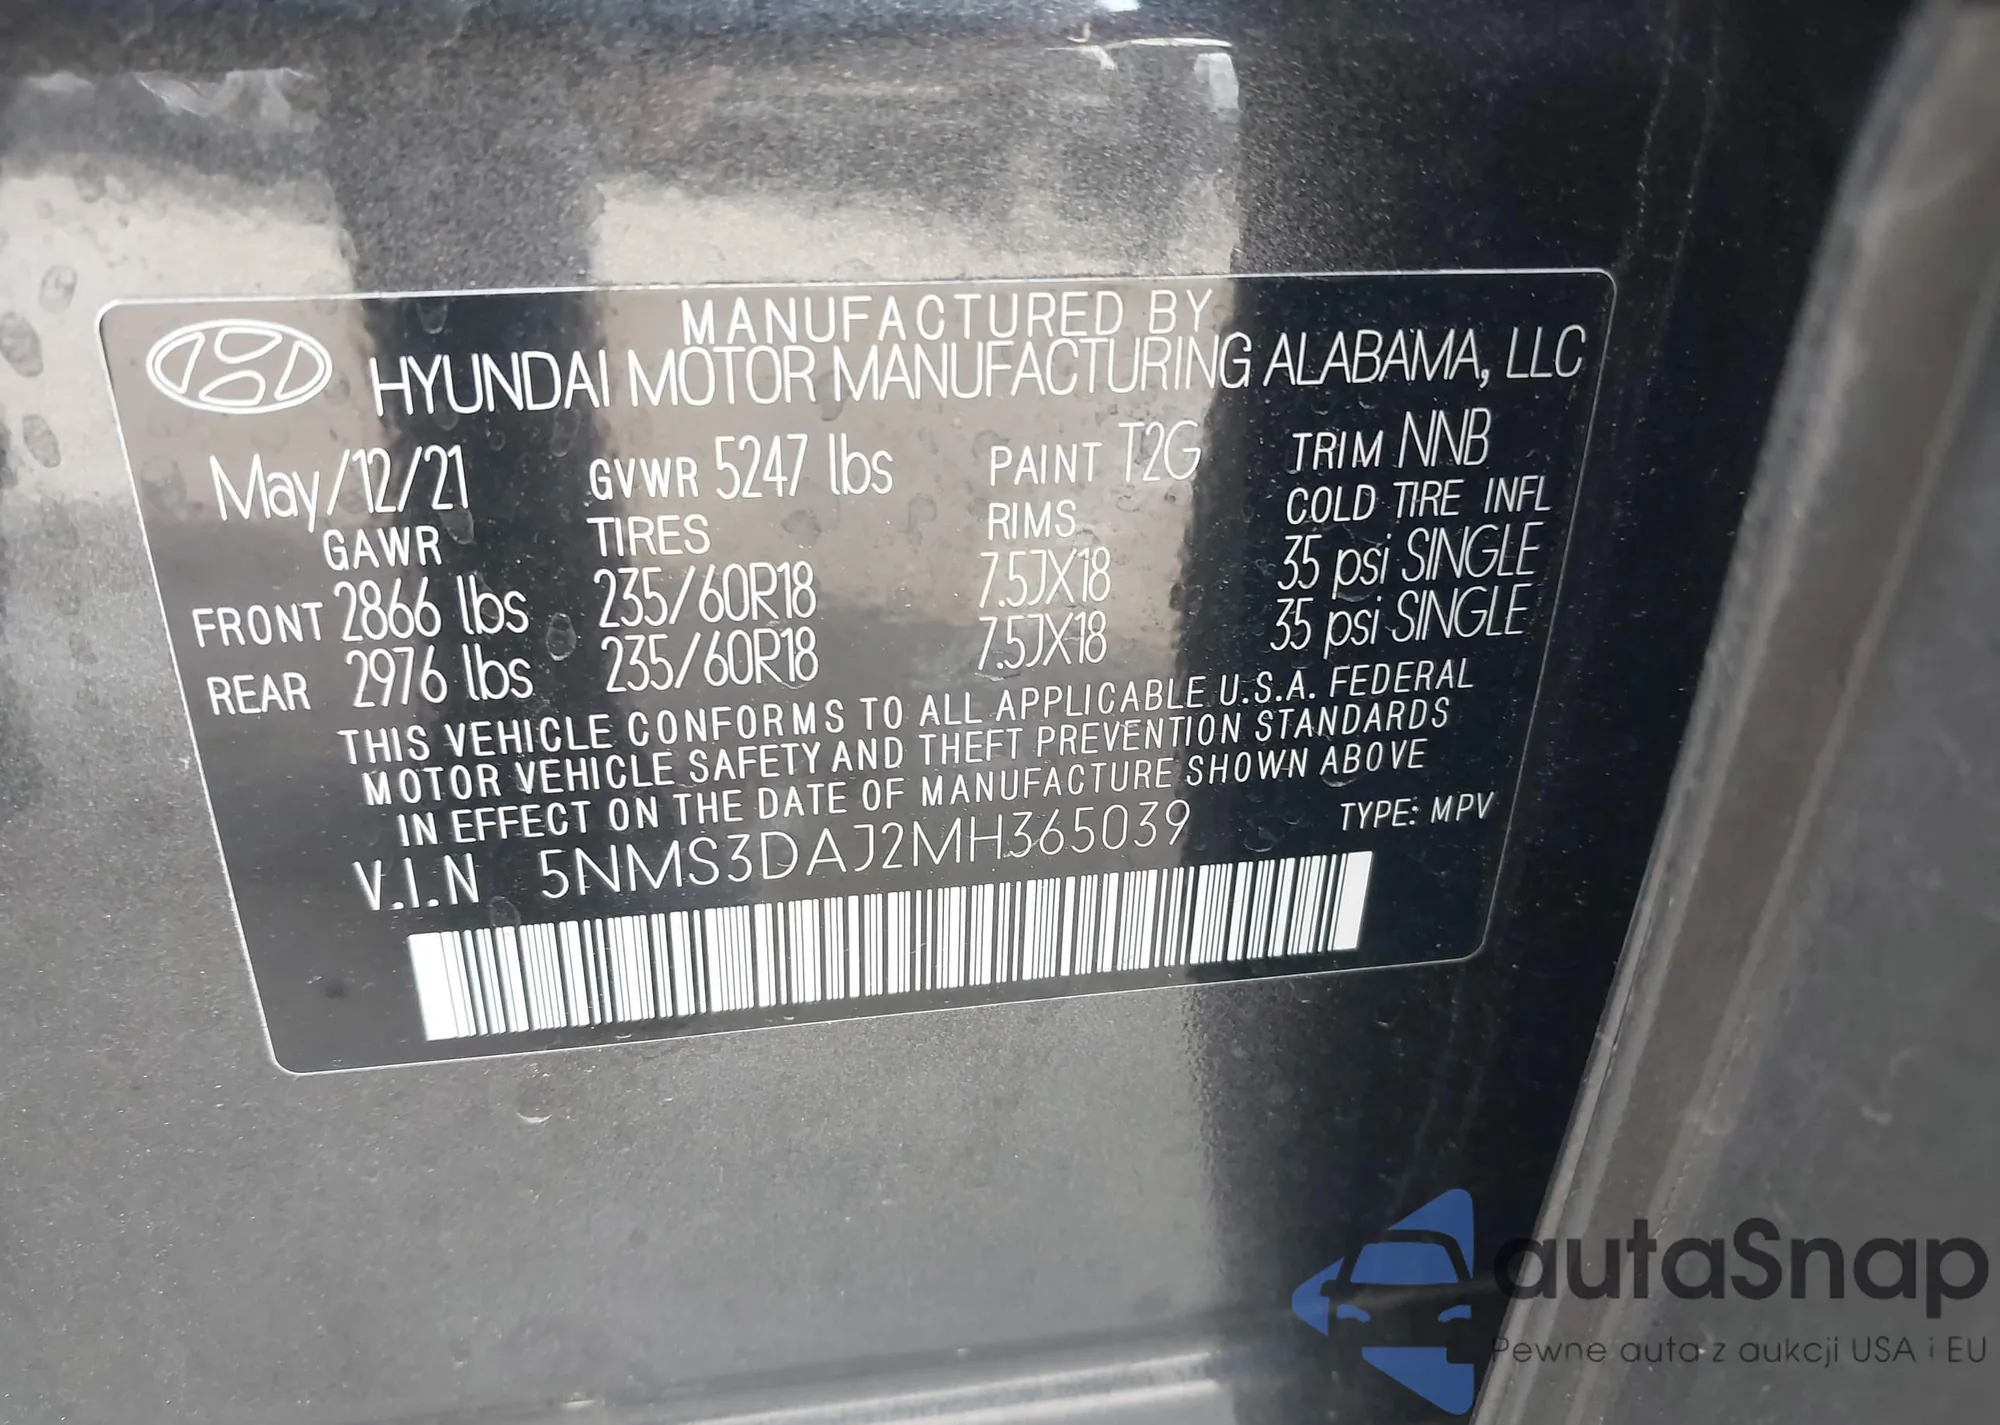 MANUFACTURED BY
HYUNDAI MOTOR MANUFACTURING ALABAMA, LLC
May/12/21 GVWR 5247 lbs PAINT T2G TRIM NNB
GAWR TIRES RIMS COLD TIRE INFL
FRONT 2866 lbs 235/60R18 7.5JX18 35 psi SINGLE
REAR 2976 lbs 235/60R18 7.5JX18 35 psi SINGLE
THIS VEHICLE CONFORMS TO ALL APPLICABLE U.S.A. FEDERAL
MOTOR VEHICLE SAFETY AND THEFT PREVENTION STANDARDS
IN EFFECT ON THE DATE OF MANUFACTURE SHOWN ABOVE
V.I.N 5NMS3DAJ2MH365039 TYPE: MPV
autaSnap
Pewne auta z aukcji USA i EU